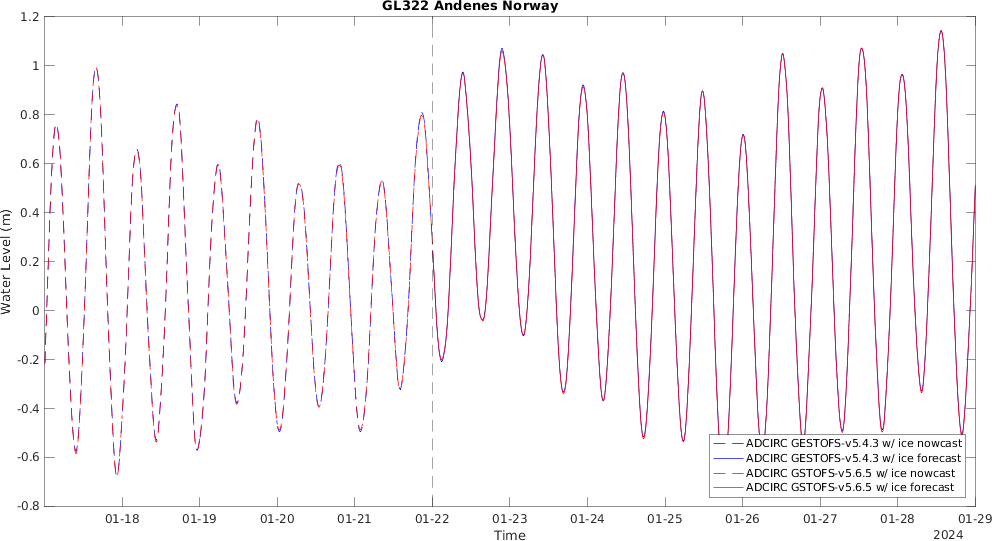 GL322 Andenes Norway
1.2
1
0.8
0.6
0.4
0.2
0
-0.2
-0.4
-0.6
-0.8
Water Level (m)
ADCIRC GESTOFS-v5.4.3 w/ ice nowcast
ADCIRC GESTOFS-v5.4.3 w/ ice forecast
ADCIRC GSTOFS-v5.6.5 w/ ice nowcast
ADCIRC GSTOFS-v5.6.5 w/ ice forecast
01-18 01-19 01-20 01-21 01-22 01-23 01-24 01-25 01-26 01-27 01-28 01-29
Time
2024